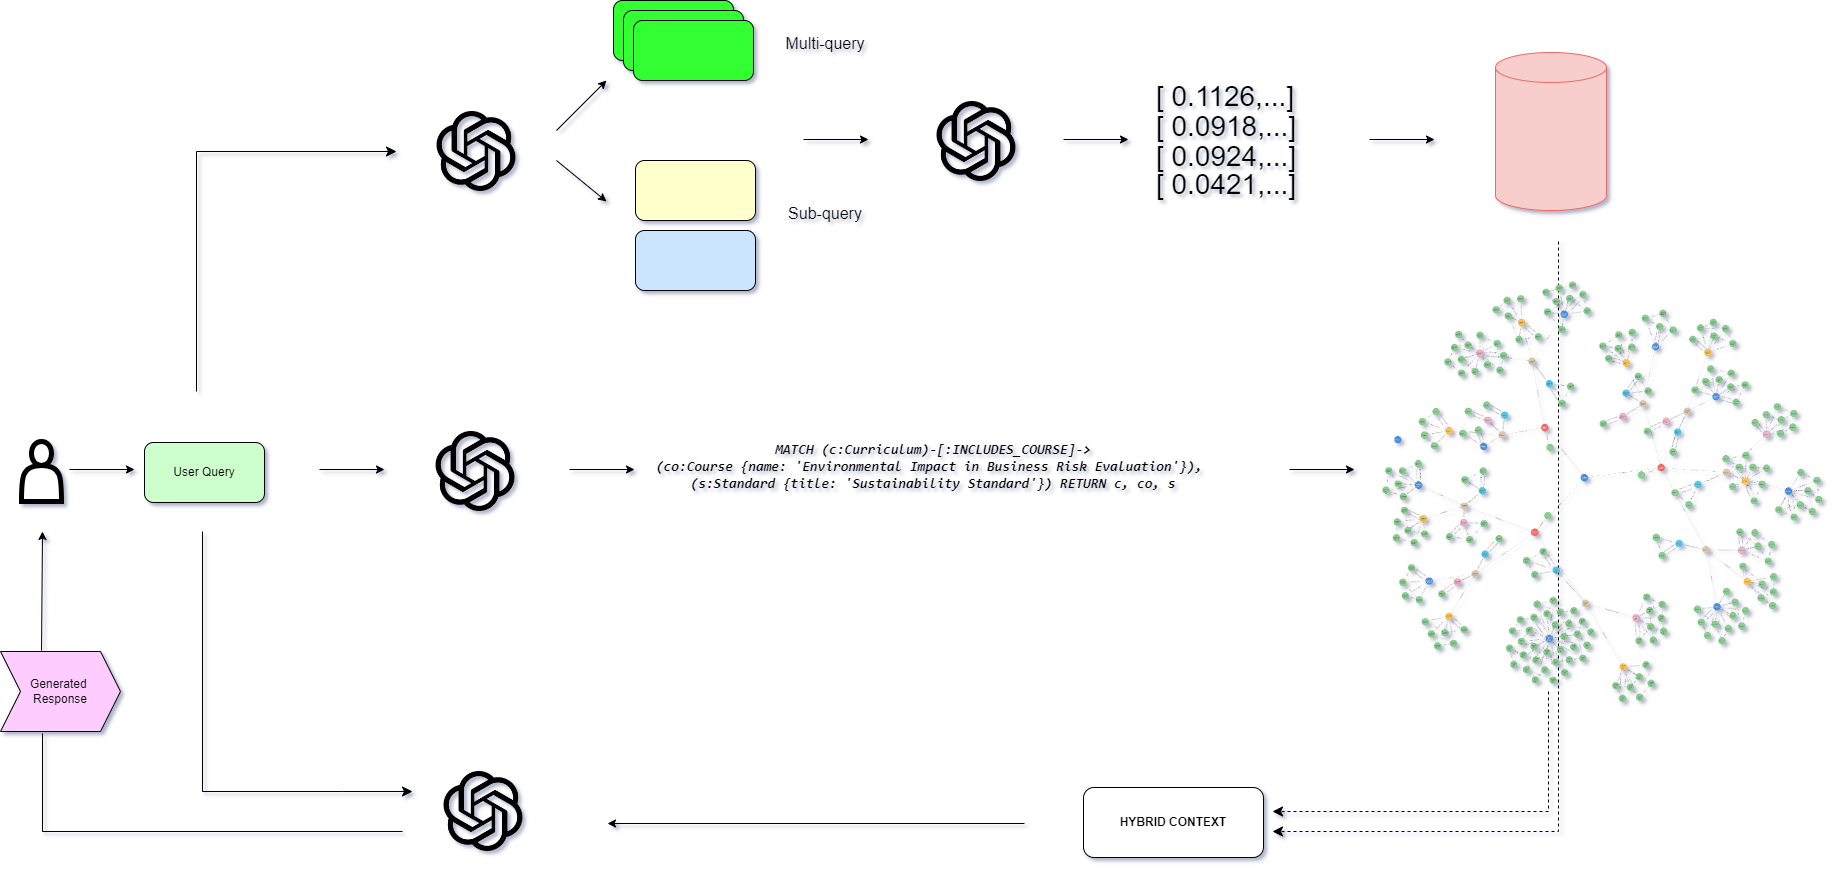 Multi-query
[ 0.1126,...]
[ 0.0918,...]
[ 0.0924,...]
[ 0.0421,...]
Sub-query
MATCH (c:Curriculum)-[:INCLUDES_COURSE]->
(co:Course {name: 'Environmental Impact in Business Risk Evaluation'}),
(s:Standard {title: 'Sustainability Standard'}) RETURN c, co, s
User Query
Generated
Response
HYBRID CONTEXT